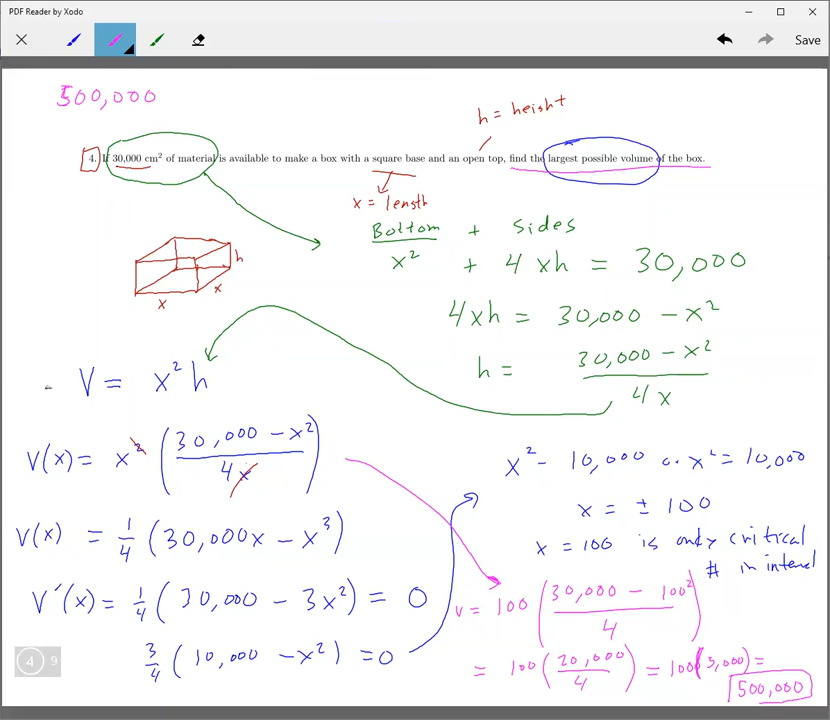 PDF Reader by Xodo
Save
500,000
h = height
4. If 30,000 cm² of material is available to make a box with a square base and an open top, find the largest possible volume of the box.
x = length
Bottom + Sides
x² + 4xh = 30,000
4xh = 30,000 - x²
h = (30,000 - x²) / 4x
h
x
x
V = x²h
V(x) = x² ( (30,000 - x²) / 4x )
V(x) = 1/4 (30,000x - x³)
V'(x) = 1/4 (30,000 - 3x²) = 0
3/4 (10,000 - x²) = 0
x² - 10,000 or x² = 10,000
x = ± 100
x = 100 is only critical
# in interval
V = 100 ( (30,000 - 100²) / 4 )
= 100 ( 20,000 / 4 ) = 100 (5,000) =
500,000
4 9